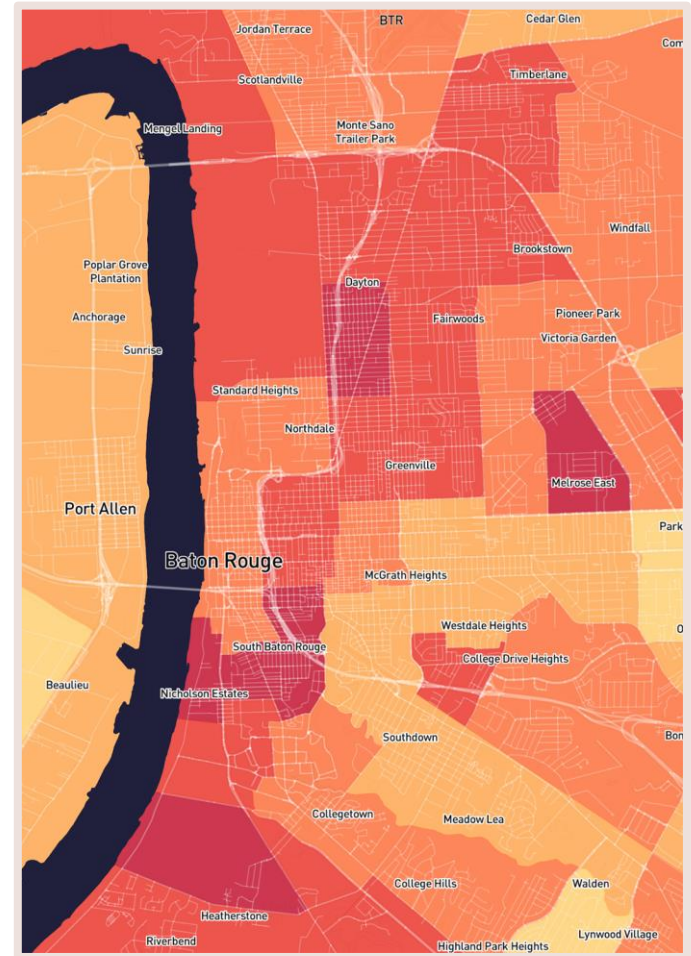 BTR
Cedar Glen
Jordan Terrace
Com
Scotlandville
Timberlane
Mengel Landing
Monte Sano
Trailer Park
Windfall
Brookstown
Poplar Grove
Plantation
Dayton
Anchorage
Fairwoods
Pioneer Park
Victoria Garden
Sunrise
Standard Heights
Northdale
Greenville
Melrose East
Port Allen
Park
Baton Rouge
McGrath Heights
Westdale Heights
O
South Baton Rouge
College Drive Heights
Beaulieu
Nicholson Estates
Bon
Southdown
Collegetown
Meadow Lea
College Hills
Walden
Heatherstone
Lynwood Village
Riverbend
Highland Park Heights